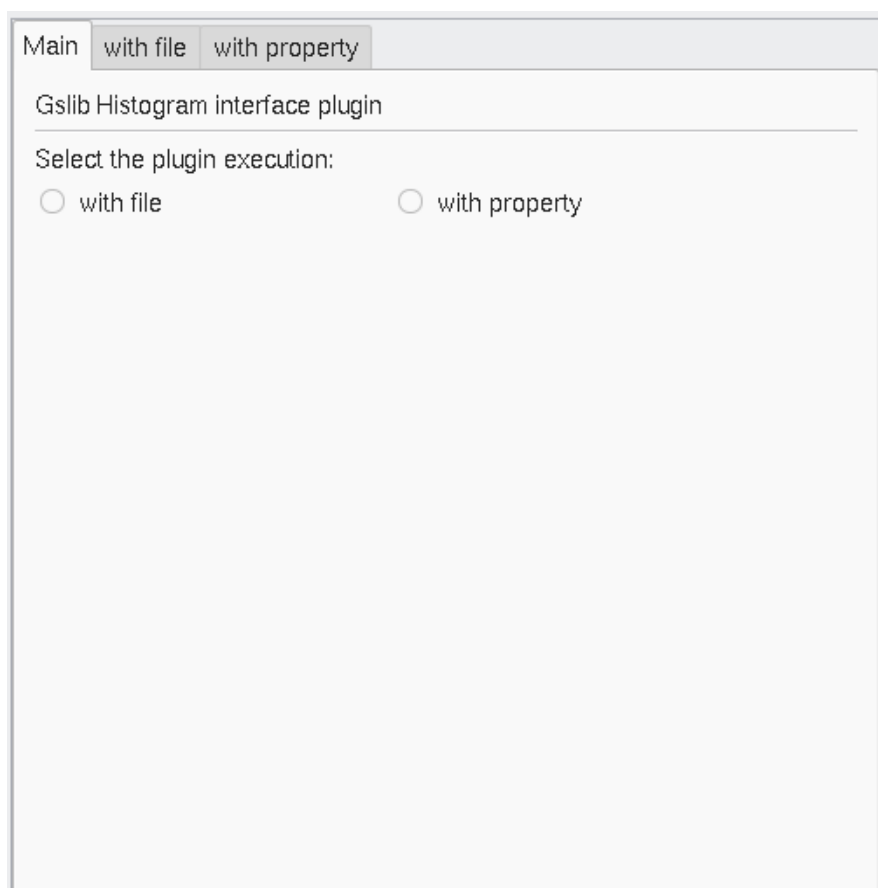 Main with file with property
Gslib Histogram interface plugin
Select the plugin execution:
with file with property